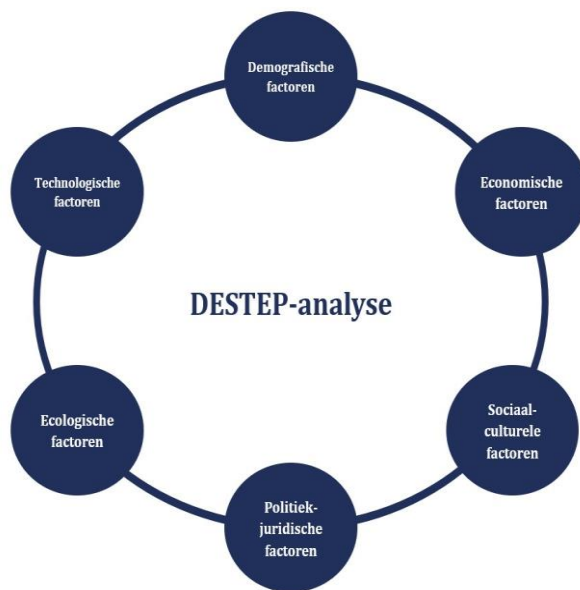 Demografische
factoren
Technologische
factoren
Economische
factoren
DESTEP-analyse
Ecologische
factoren
Sociaal-
culturele
factoren
Politiek-
juridische
factoren